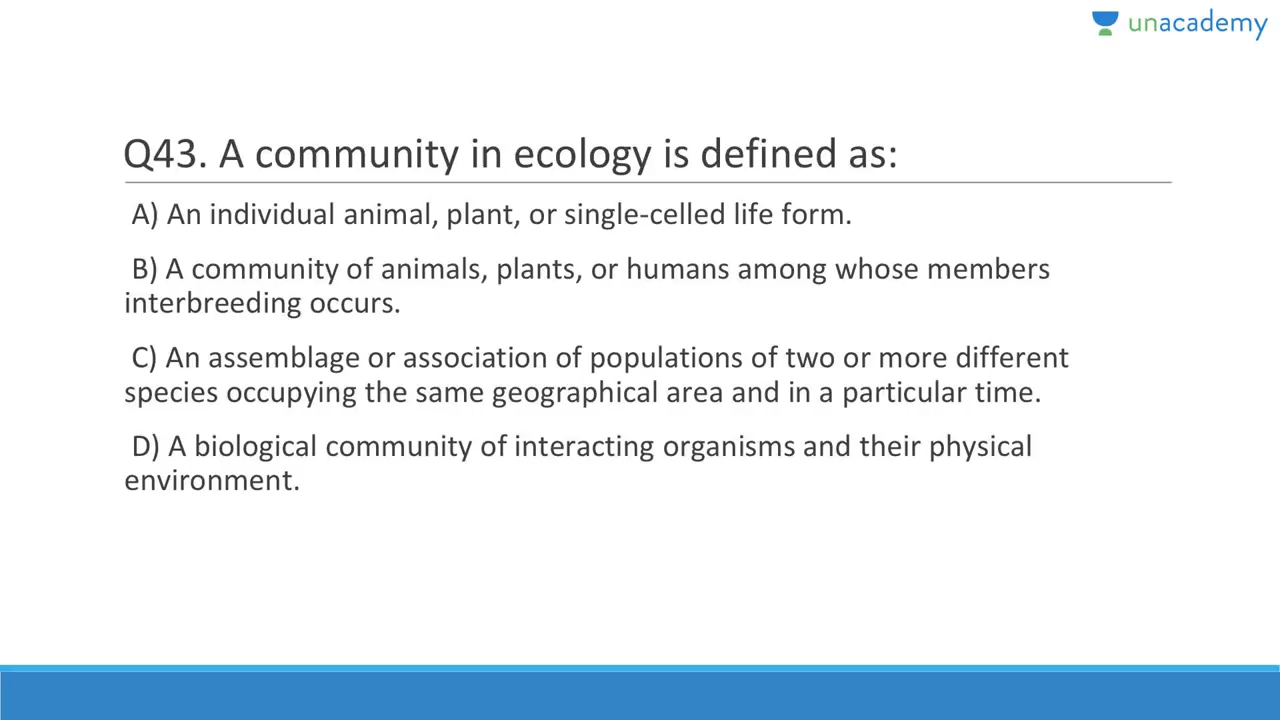 unacademy
Q43. A community in ecology is defined as:
A) An individual animal, plant, or single-celled life form.
B) A community of animals, plants, or humans among whose members
interbreeding occurs.
C) An assemblage or association of populations of two or more different
species occupying the same geographical area and in a particular time.
D) A biological community of interacting organisms and their physical
environment.